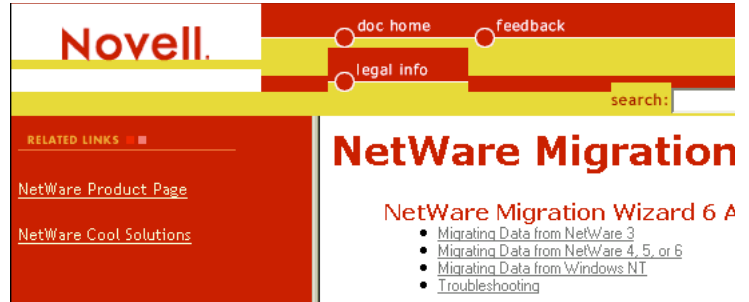 Novell.
doc home
feedback
legal info
search:
RELATED LINKS
NetWare Product Page
NetWare Cool Solutions
NetWare Migration
NetWare Migration Wizard 6 A
Migrating Data from NetWare 3
Migrating Data from NetWare 4, 5, or 6
Migrating Data from Windows NT
Troubleshooting